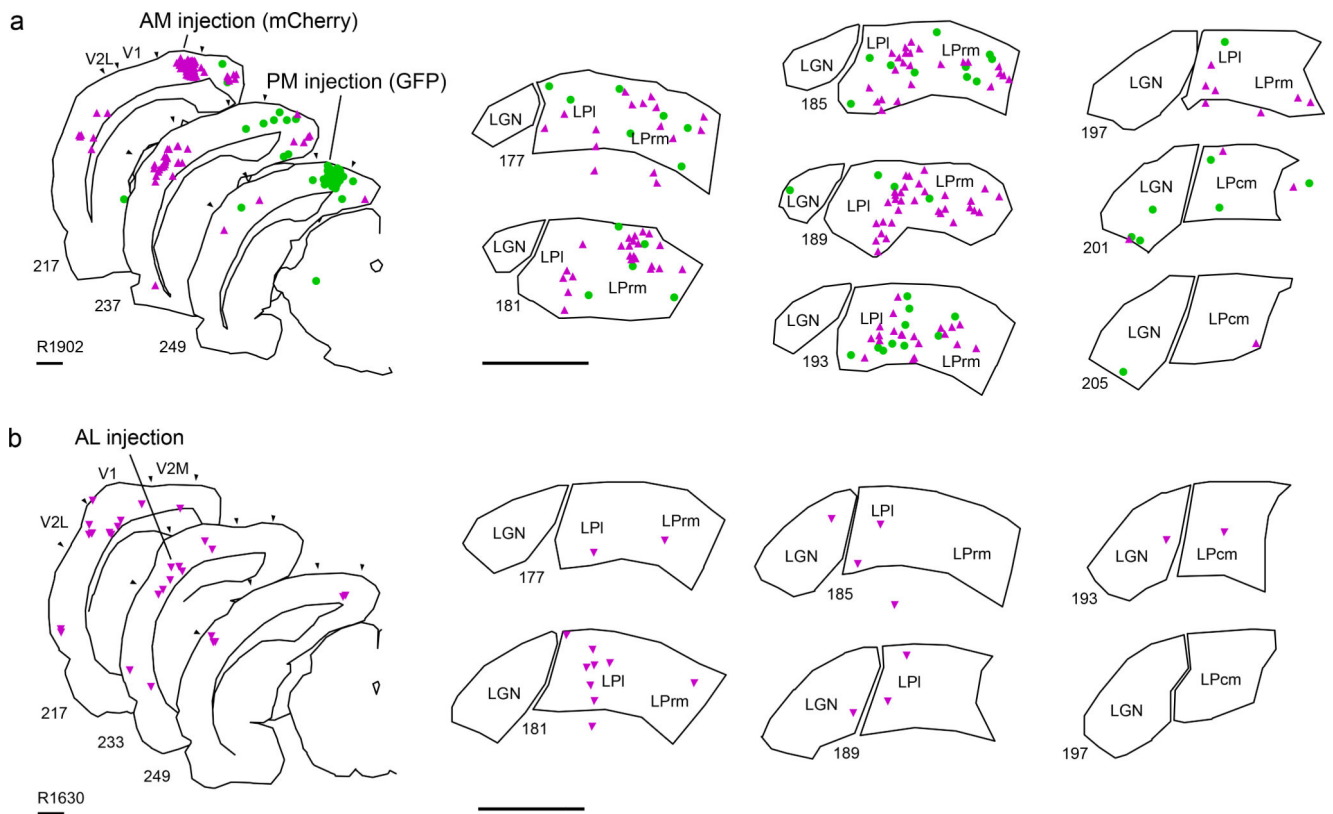 a
AM injection (mCherry)
V2L V1
PM injection (GFP)
217
237
249
R1902
LGN LPl LPrm
177
LGN LPl LPrm
181
LGN LPl LPrm
185
LGN LPl LPrm
189
LGN LPl LPrm
193
LGN LPl LPrm
197
LGN LPcm
201
LGN LPcm
205
b
AL injection
V1 V2M
V2L
217
233
249
R1630
LGN LPl LPrm
177
LGN LPl LPrm
181
LGN LPl LPrm
185
LGN LPl
189
LGN LPcm
193
LGN LPcm
197